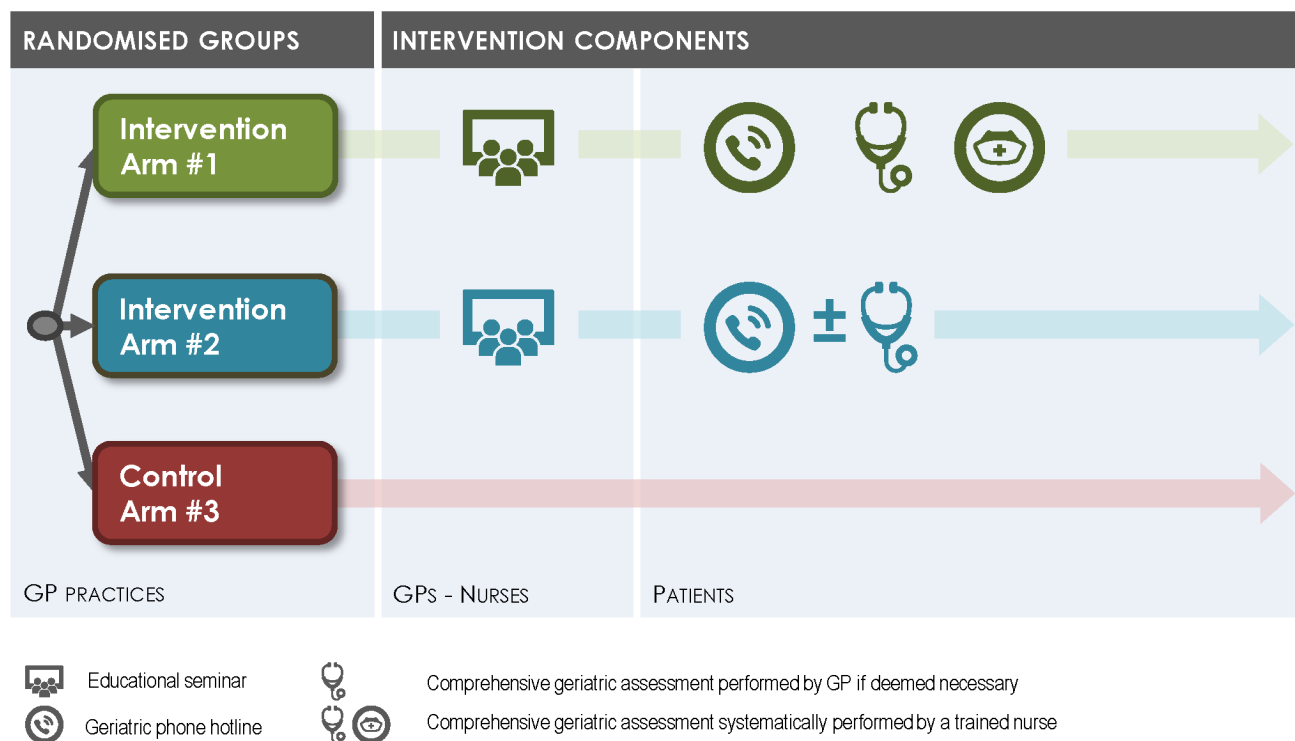 RANDOMISED GROUPS
INTERVENTION COMPONENTS
Intervention
Arm #1
Intervention
Arm #2
±
Control
Arm #3
GP PRACTICES
GPS - NURSES
PATIENTS
Educational seminar
Comprehensive geriatric assessment performed by GP if deemed necessary
Geriatric phone hotline
Comprehensive geriatric assessment systematically performed by a trained nurse